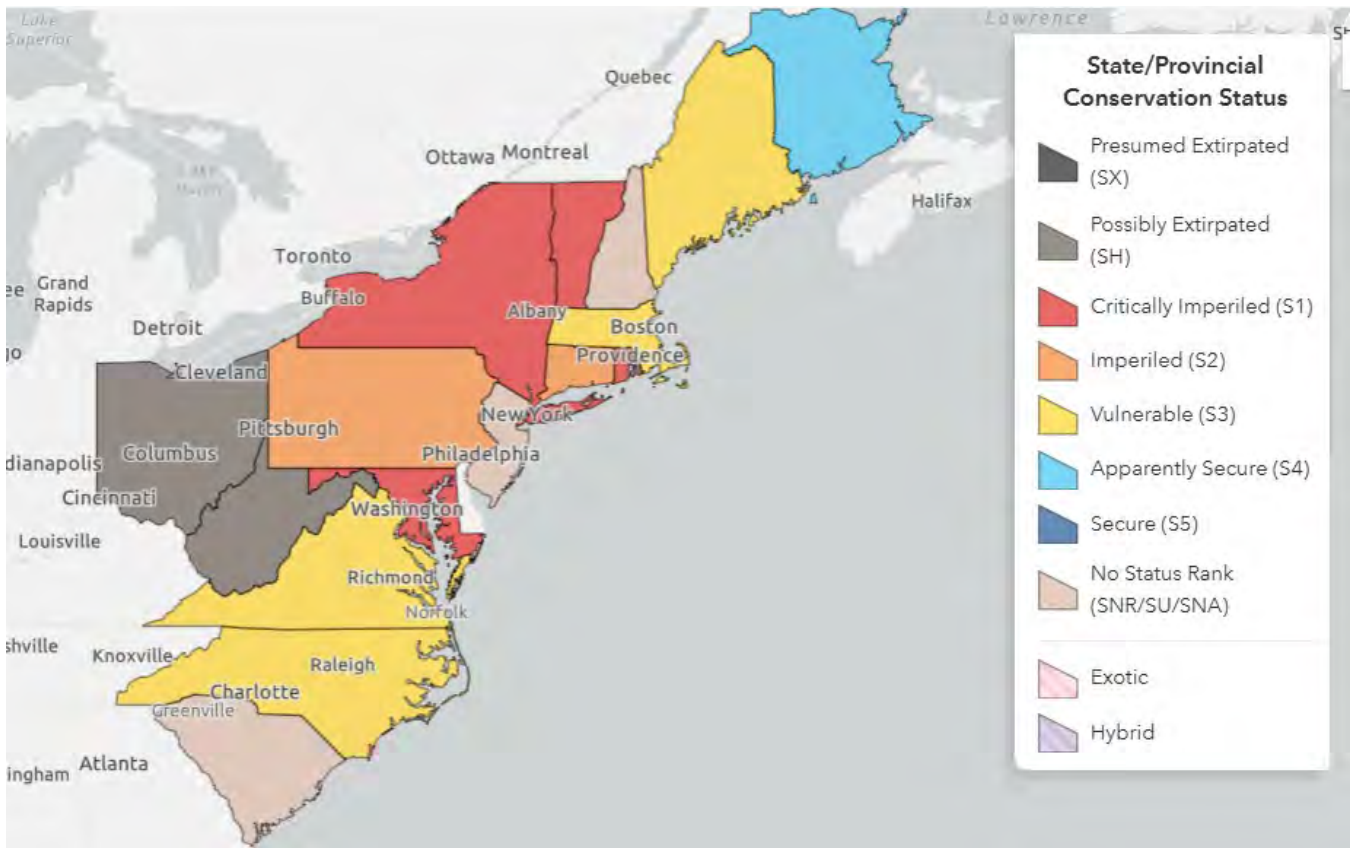 Lake
Superior
Lawrence
Quebec
Ottawa
Montreal
Halifax
Toronto
Buffalo
Grand
Rapids
Albany
Boston
Detroit
Providence
Cleveland
New York
Pittsburgh
Philadelphia
Columbus
dianapolis
Cincinnati
Washington
Louisville
Richmond
Norfolk
shville
Knoxville
Raleigh
Charlotte
Greenville
Atlanta
ingham
State/Provincial
Conservation Status
Presumed Extirpated
(SX)
Possibly Extirpated
(SH)
Critically Imperiled (S1)
Imperiled (S2)
Vulnerable (S3)
Apparently Secure (S4)
Secure (S5)
No Status Rank
(SNR/SU/SNA)
Exotic
Hybrid